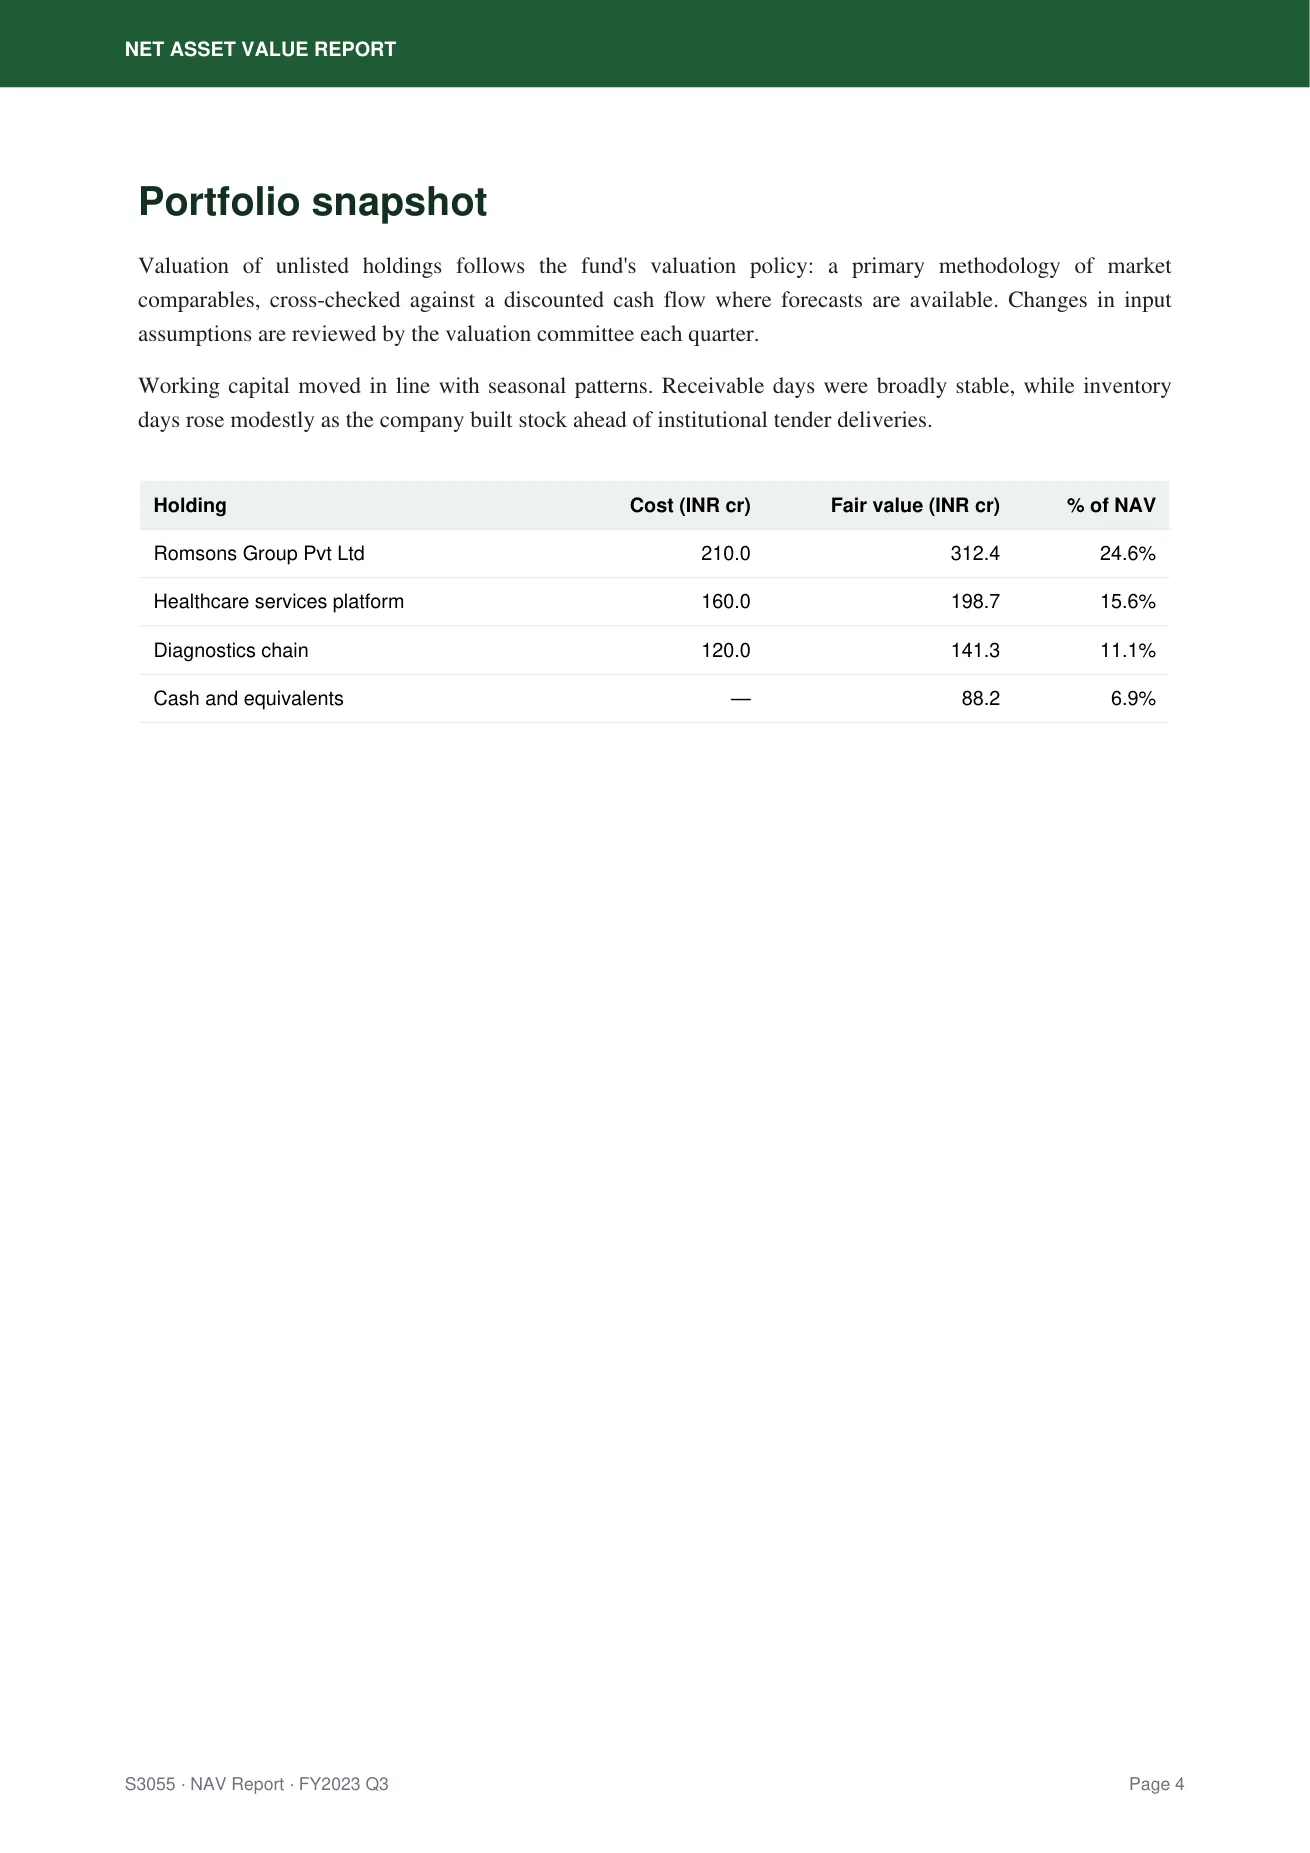 NET ASSET VALUE REPORT
Portfolio snapshot
Valuation of unlisted holdings follows the fund's valuation policy: a primary methodology of market
comparables, cross-checked against a discounted cash flow where forecasts are available. Changes in input
assumptions are reviewed by the valuation committee each quarter.
Working capital moved in line with seasonal patterns. Receivable days were broadly stable, while inventory
days rose modestly as the company built stock ahead of institutional tender deliveries.
Holding Cost (INR cr) Fair value (INR cr) % of NAV
Romsons Group Pvt Ltd 210.0 312.4 24.6%
Healthcare services platform 160.0 198.7 15.6%
Diagnostics chain 120.0 141.3 11.1%
Cash and equivalents — 88.2 6.9%
S3055 · NAV Report · FY2023 Q3 Page 4